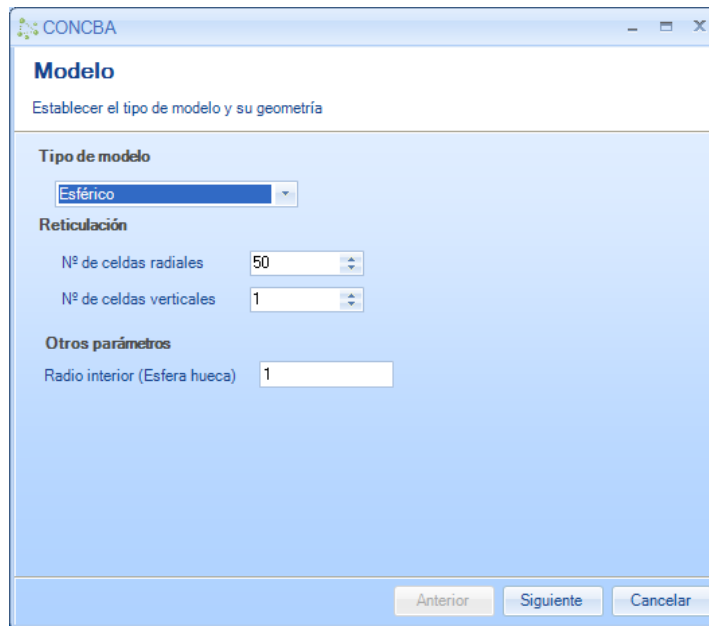 CONCBA
Modelo
Establecer el tipo de modelo y su geometría
Tipo de modelo
Esférico
Reticulación
Nº de celdas radiales 50
Nº de celdas verticales 1
Otros parámetros
Radio interior (Esfera hueca) 1
Anterior Siguiente Cancelar